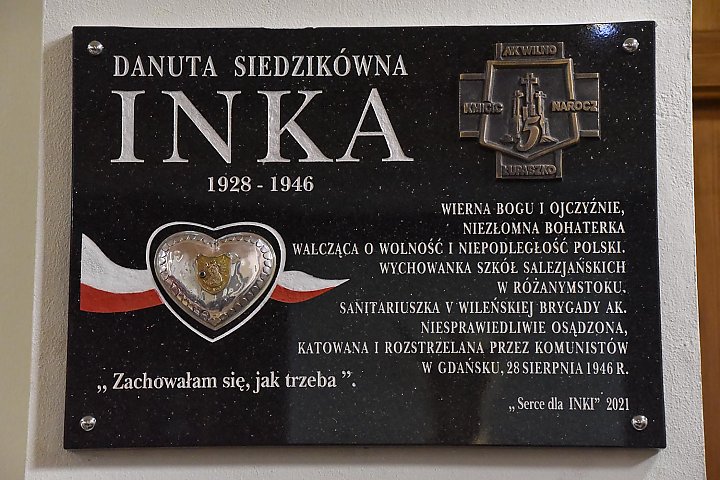 DANUTA SIEDZIKÓWNA
INKA
1928 - 1946
AK WILNO
KMICIC
NAROCZ
5
ŁUPASZKO
WIERNA BOGU I OJCZYŹNIE,
NIEZŁOMNA BOHATERKA
WALCZĄCA O WOLNOŚĆ I NIEPODLEGŁOŚĆ POLSKI.
WYCHOWANKA SZKÓŁ SALEZJAŃSKICH
W RÓŻANYMSTOKU.
SANITARIUSZKA V WILEŃSKIEJ BRYGADY AK.
NIESPRAWIEDLIWIE OSĄDZONA,
KATOWANA I ROZSTRZELANA PRZEZ KOMUNISTÓW
W GDAŃSKU, 28 SIERPNIA 1946 R.
„ Zachowałam się, jak trzeba ”.
„Serce dla INKI” 2021